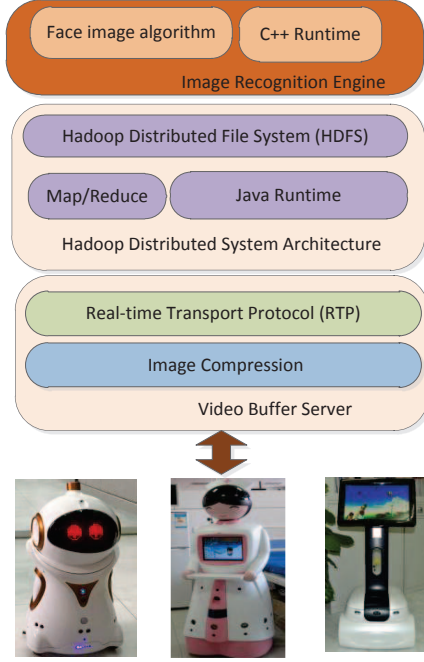 Face image algorithm
C++ Runtime
Image Recognition Engine
Hadoop Distributed File System (HDFS)
Map/Reduce
Java Runtime
Hadoop Distributed System Architecture
Real-time Transport Protocol (RTP)
Image Compression
Video Buffer Server